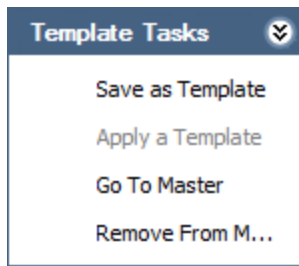 Template Tasks
Save as Template
Apply a Template
Go To Master
Remove From M...